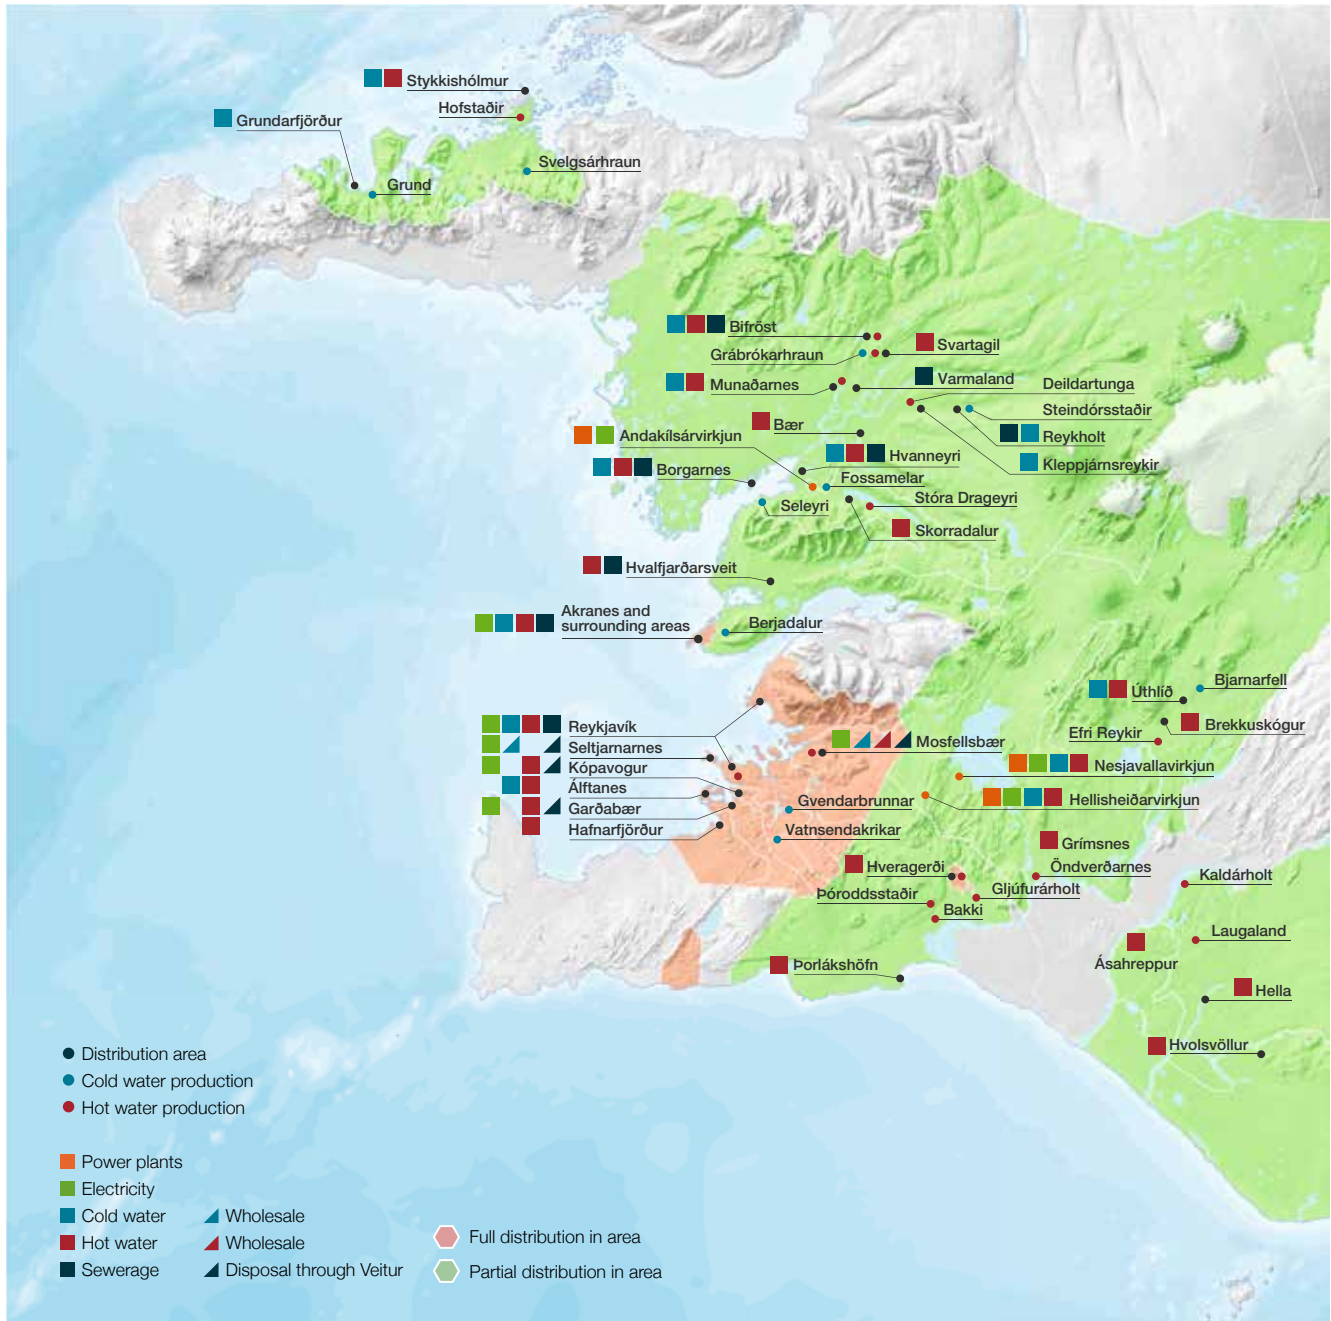 Stykkishólmur
Hofstaðir
Grundarfjörður
Svelgsárhraun
Grund
Bifröst
Svartagil
Grábrókarhraun
Munaðarnes
Varmaland
Deildartunga
Steindórsstaðir
Bær
Andakílsárvirkjun
Reykholt
Hvanneyri
Kleppjárnsreykir
Borgarnes
Fossamelar
Stóra Drageyri
Seleyri
Skorradalur
Hvalfjarðarsveit
Akranes and
surrounding areas
Berjadalur
Bjarnarfell
Úthlíð
Brekkuskógur
Efri Reykir
Reykjavík
Seltjarnarnes
Mosfellsbær
Kópavogur
Nesjavallavirkjun
Álftanes
Garðabær
Gvendarbrunnar
Hellisheiðarvirkjun
Hafnarfjörður
Vatnsendakrikar
Grímsnes
Hveragerði
Öndverðarnes
Kaldárholt
Þóroddsstaðir
Gljúfurárholt
Bakki
Laugaland
Ásahreppur
Þorlákshöfn
Hella
Hvolsvöllur
Distribution area
Cold water production
Hot water production
Power plants
Electricity
Cold water
Wholesale
Hot water
Wholesale
Sewerage
Disposal through Veitur
Full distribution in area
Partial distribution in area